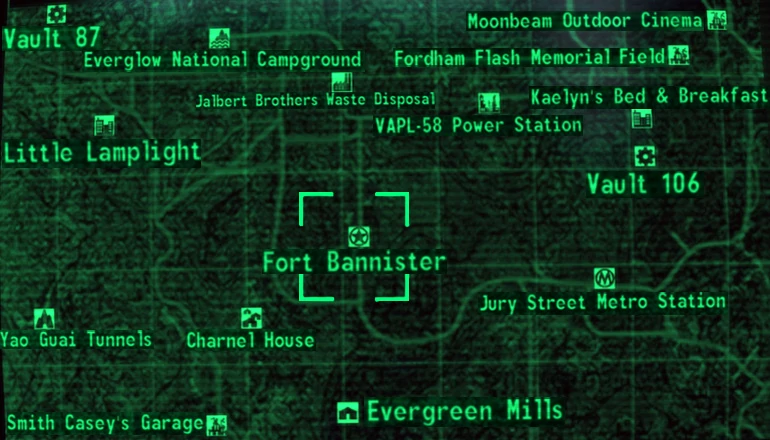 Moonbeam Outdoor Cinema
Vault 87
Everglow National Campground
Fordham Flash Memorial Field
Jalbert Brothers Waste Disposal
Kaelyn's Bed & Breakfast
VAPL-58 Power Station
Little Lamplight
Vault 106
Fort Bannister
Jury Street Metro Station
Yao Guai Tunnels
Charnel House
Evergreen Mills
Smith Casey's Garage